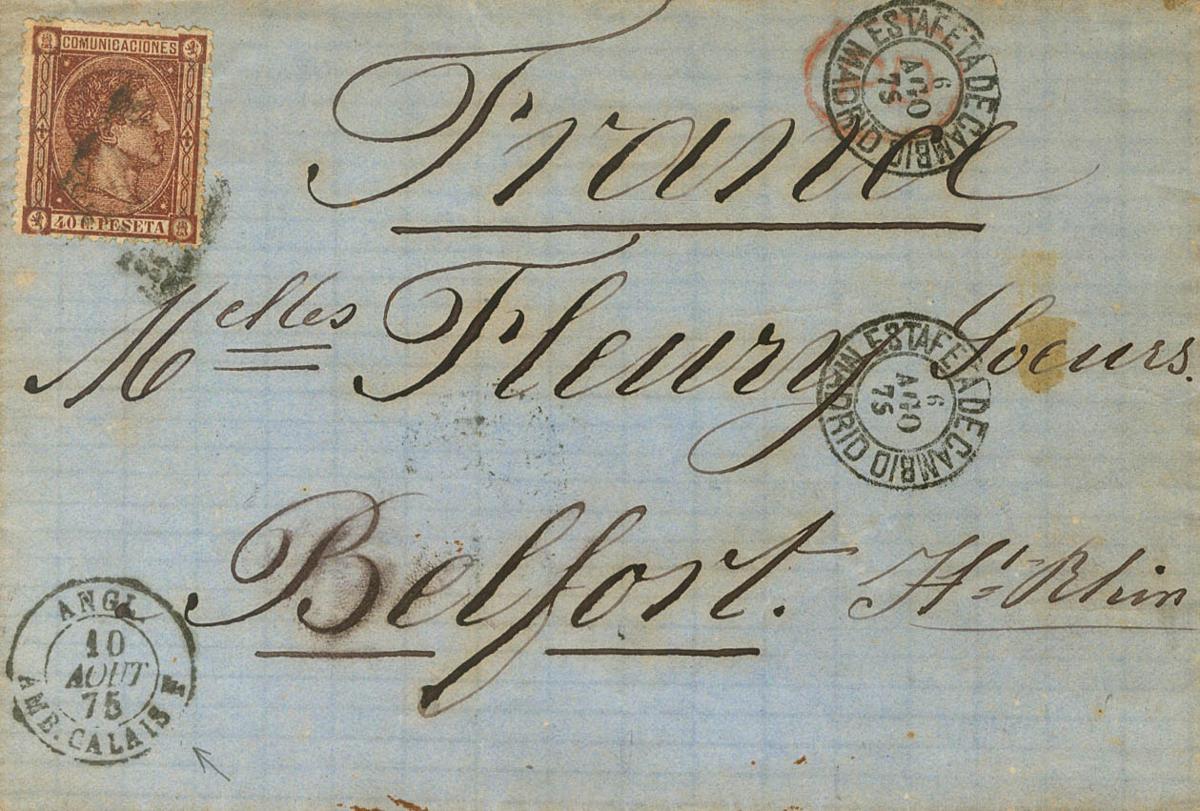 COMUNICACIONES
40 C. PESETA
ESTAFETA DE CAMBIO MADRID
6
AGO
75
France
Melles Fleury Soeurs.
ESTAFETA DE CAMBIO MADRID
6
AGO
75
Belfort. Ht-Rhin
ANGL
10
AOUT
75
AMB. CALAIS F